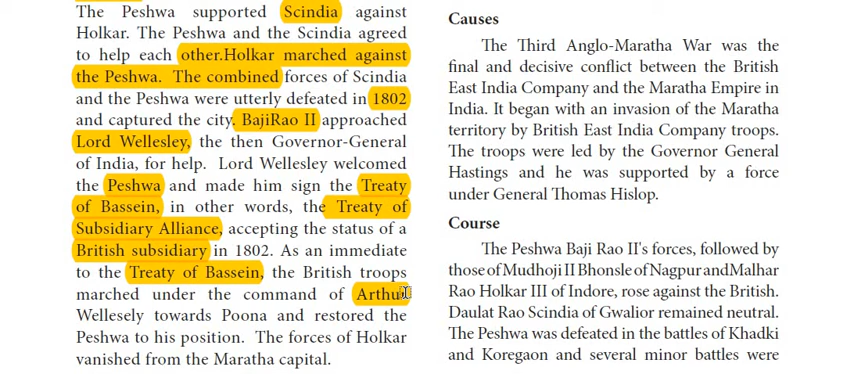 The Peshwa supported Scindia against
Holkar. The Peshwa and the Scindia agreed
to help each other.Holkar marched against
the Peshwa. The combined forces of Scindia
and the Peshwa were utterly defeated in 1802
and captured the city. BajiRao II approached
Lord Wellesley, the then Governor-General
of India, for help. Lord Wellesley welcomed
the Peshwa and made him sign the Treaty
of Bassein, in other words, the Treaty of
Subsidiary Alliance, accepting the status of a
British subsidiary in 1802. As an immediate
to the Treaty of Bassein, the British troops
marched under the command of Arthur
Wellesely towards Poona and restored the
Peshwa to his position. The forces of Holkar
vanished from the Maratha capital.
Causes
The Third Anglo-Maratha War was the
final and decisive conflict between the British
East India Company and the Maratha Empire in
India. It began with an invasion of the Maratha
territory by British East India Company troops.
The troops were led by the Governor General
Hastings and he was supported by a force
under General Thomas Hislop.
Course
The Peshwa Baji Rao II's forces, followed by
those of Mudhoji II Bhonsle of Nagpur and Malhar
Rao Holkar III of Indore, rose against the British.
Daulat Rao Scindia of Gwalior remained neutral.
The Peshwa was defeated in the battles of Khadki
and Koregaon and several minor battles were